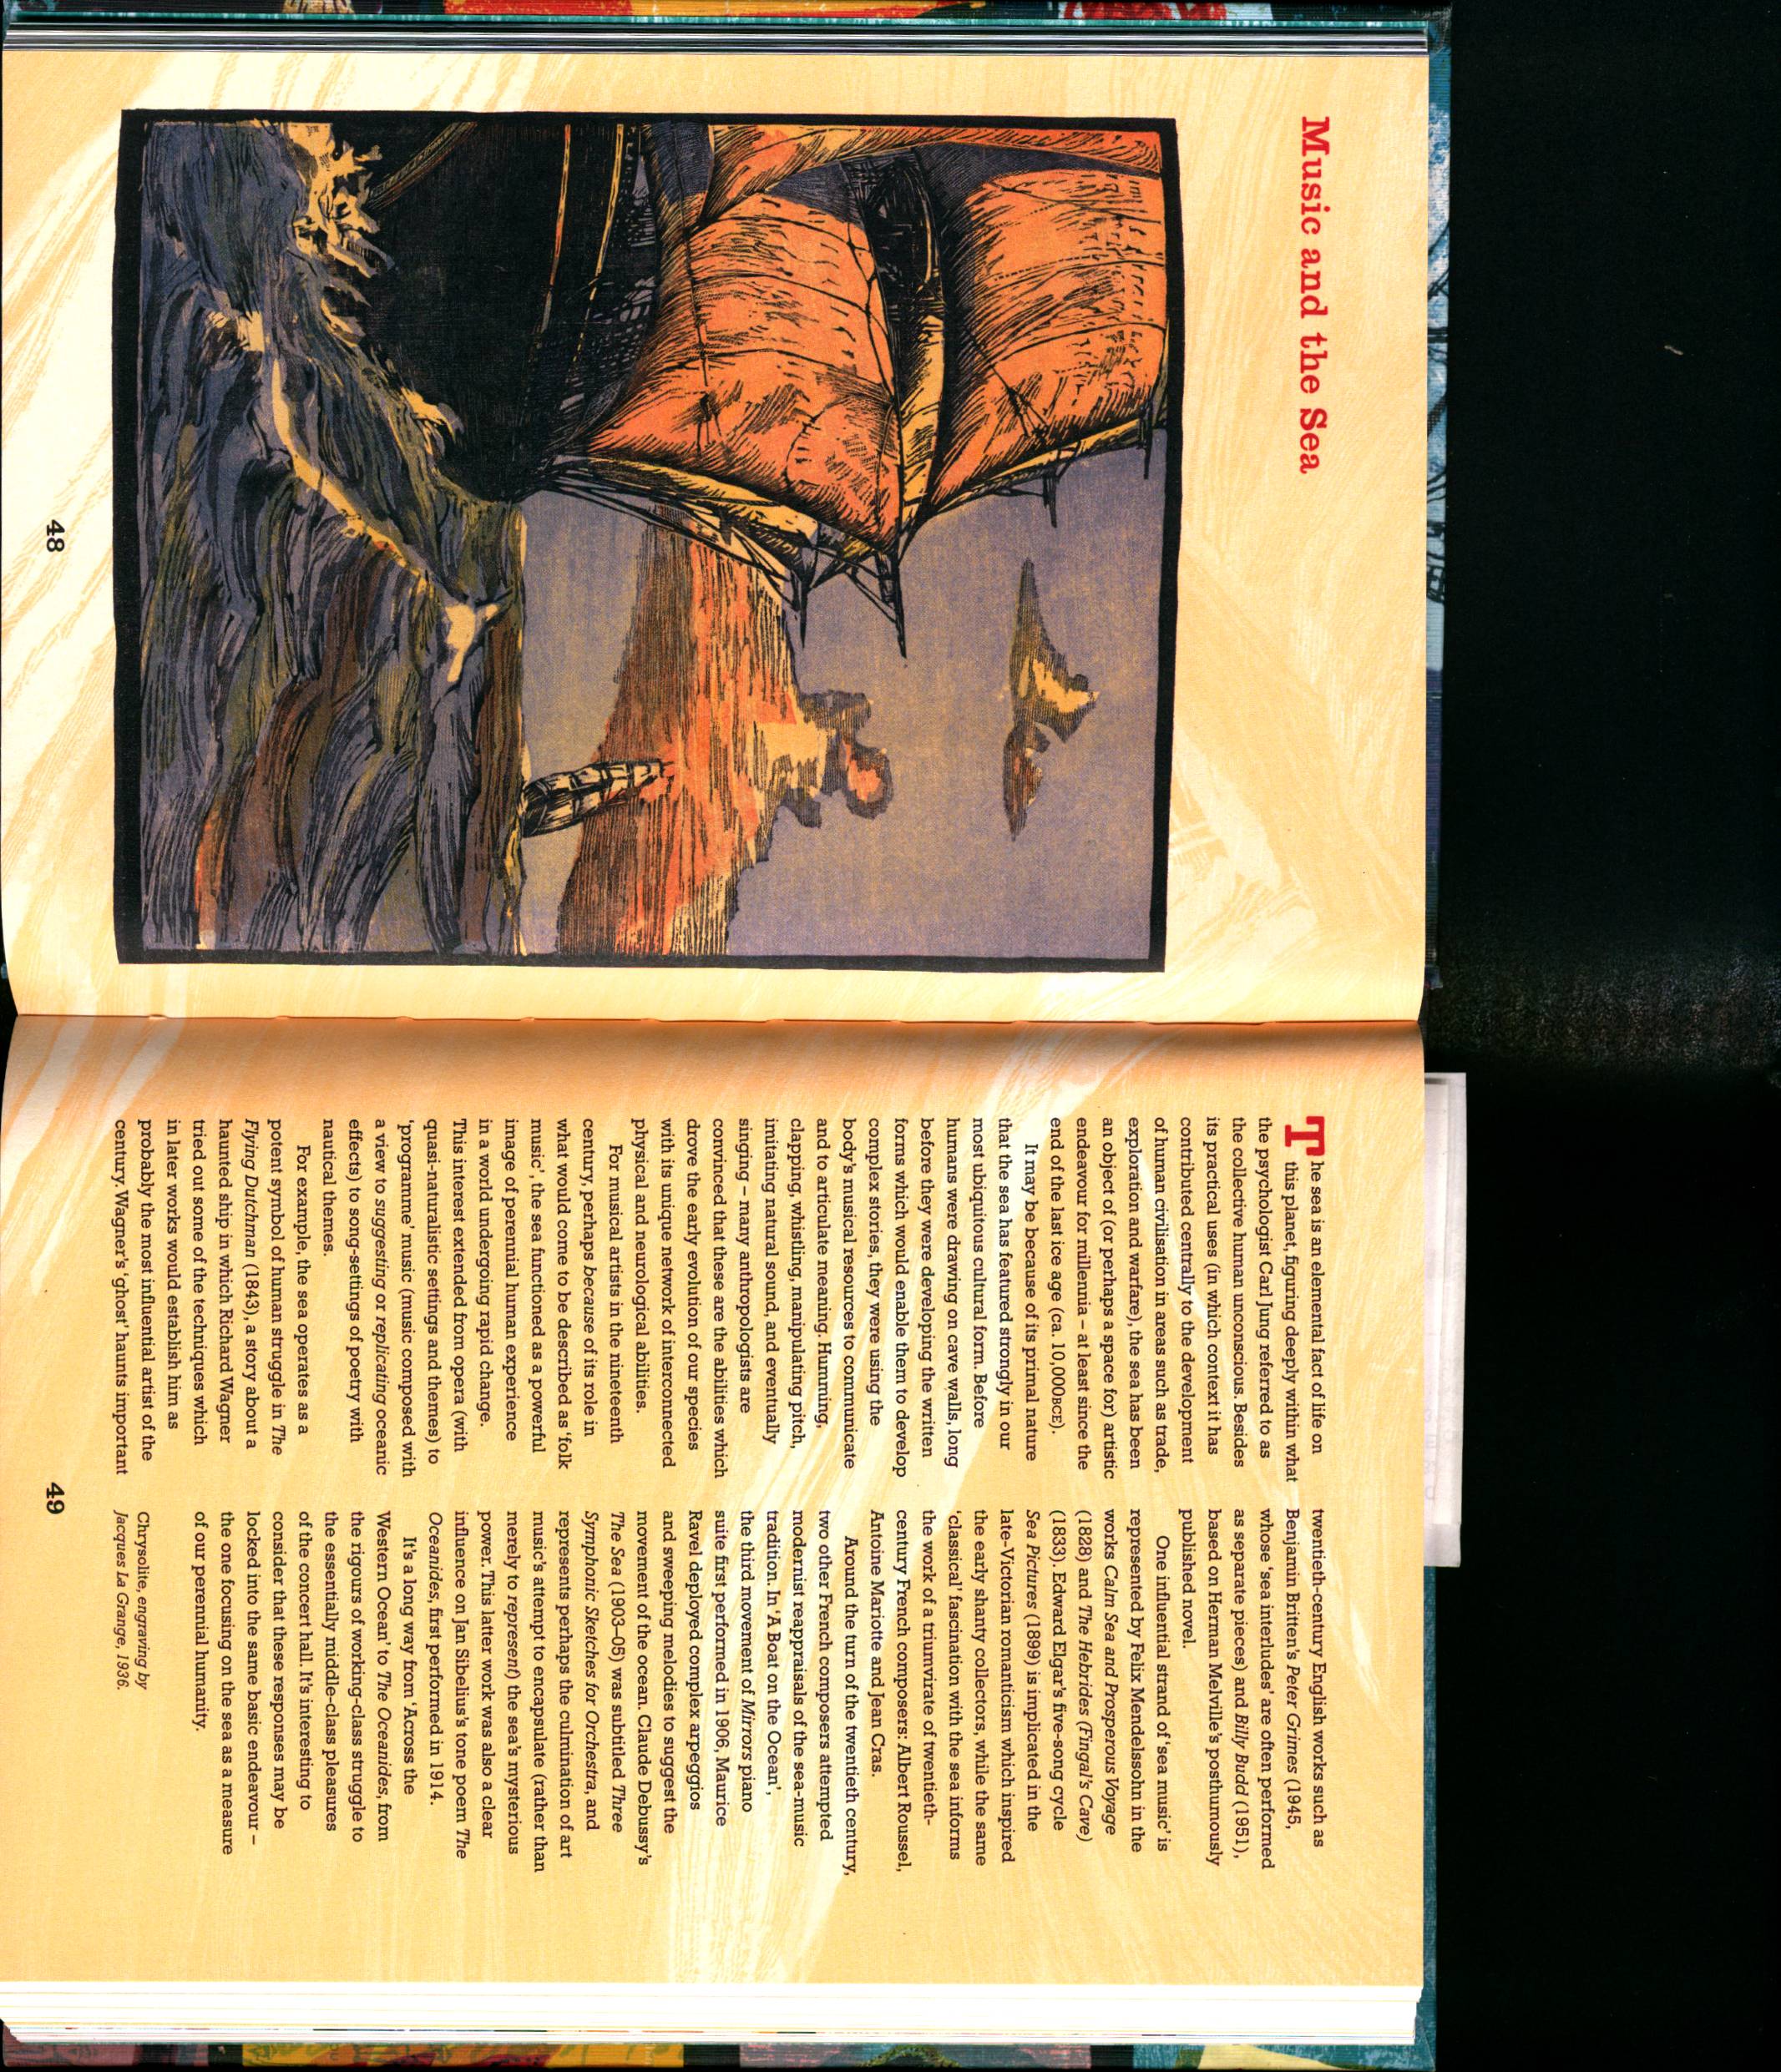 Music and the Sea
The sea is an elemental fact of life on
this planet, figuring deeply within what
the psychologist Carl Jung referred to as
the collective human unconscious. Besides
its practical uses (in which context it has
contributed centrally to the development
of human civilisation in areas such as trade,
exploration and warfare), the sea has been
an object of (or perhaps a space for) artistic
endeavour for millennia – at least since the
end of the last ice age (ca. 10,000BCE).
It may be because of its primal nature
that the sea has featured strongly in our
most ubiquitous cultural form. Before
humans were drawing on cave walls, long
before they were developing the written
forms which would enable them to develop
complex stories, they were using the
body's musical resources to communicate
and to articulate meaning. Humming,
clapping, whistling, manipulating pitch,
imitating natural sound, and eventually
singing – many anthropologists are
convinced that these are the abilities which
drove the early evolution of our species
with its unique network of interconnected
physical and neurological abilities.
For musical artists in the nineteenth
century, perhaps because of its role in
what would come to be described as 'folk
music', the sea functioned as a powerful
image of perennial human experience
in a world undergoing rapid change.
This interest extended from opera (with
quasi-naturalistic settings and themes) to
'programme' music (music composed with
a view to suggesting or replicating oceanic
effects) to song-settings of poetry with
nautical themes.
For example, the sea operates as a
potent symbol of human struggle in The
Flying Dutchman (1843), a story about a
haunted ship in which Richard Wagner
tried out some of the techniques which
in later works would establish him as
probably the most influential artist of the
century. Wagner's 'ghost' haunts important
twentieth-century English works such as
Benjamin Britten's Peter Grimes (1945,
whose 'sea interludes' are often performed
as separate pieces) and Billy Budd (1951),
based on Herman Melville's posthumously
published novel.
One influential strand of 'sea music' is
represented by Felix Mendelssohn in the
works Calm Sea and Prosperous Voyage
(1828) and The Hebrides (Fingal's Cave)
(1833). Edward Elgar's five-song cycle
Sea Pictures (1899) is implicated in the
late-Victorian romanticism which inspired
the early shanty collectors, while the same
'classical' fascination with the sea informs
the work of a triumvirate of twentieth-
century French composers: Albert Roussel,
Antoine Mariotte and Jean Cras.
Around the turn of the twentieth century,
two other French composers attempted
modernist reappraisals of the sea-music
tradition. In 'A Boat on the Ocean',
the third movement of Mirrors piano
suite first performed in 1906, Maurice
Ravel deployed complex arpeggios
and sweeping melodies to suggest the
movement of the ocean. Claude Debussy's
The Sea (1903–05) was subtitled Three
Symphonic Sketches for Orchestra, and
represents perhaps the culmination of art
music's attempt to encapsulate (rather than
merely to represent) the sea's mysterious
power. This latter work was also a clear
influence on Jan Sibelius's tone poem The
Oceanides, first performed in 1914.
It's a long way from 'Across the
Western Ocean' to The Oceanides, from
the rigours of working-class struggle to
the essentially middle-class pleasures
of the concert hall. It's interesting to
consider that these responses may be
locked into the same basic endeavour –
the one focusing on the sea as a measure
of our perennial humanity.
Chrysolite, engraving by
Jacques La Grange, 1936.
48
49